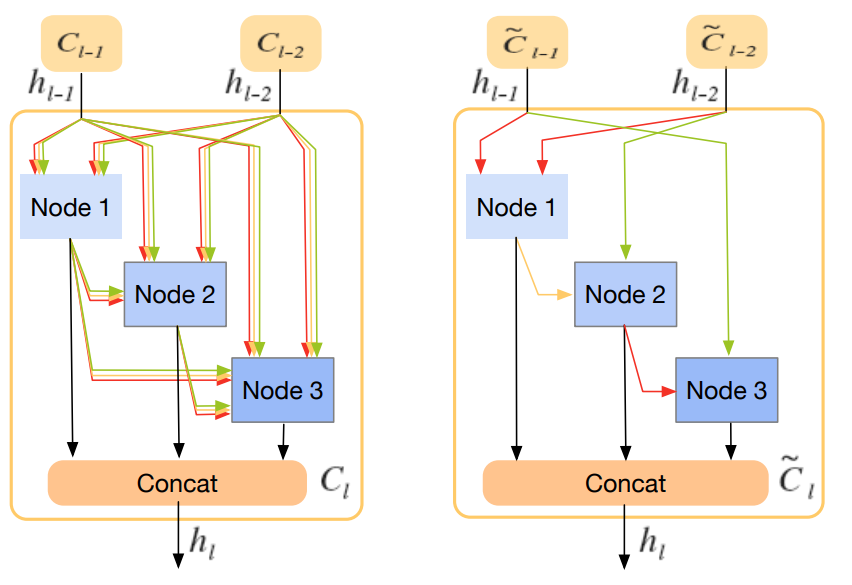 C_{l-1}
C_{l-2}
h_{l-1}
h_{l-2}
Node 1
Node 2
Node 3
Concat
C_l
h_l
C̃_{l-1}
C̃_{l-2}
h_{l-1}
h_{l-2}
Node 1
Node 2
Node 3
Concat
C̃_l
h_l